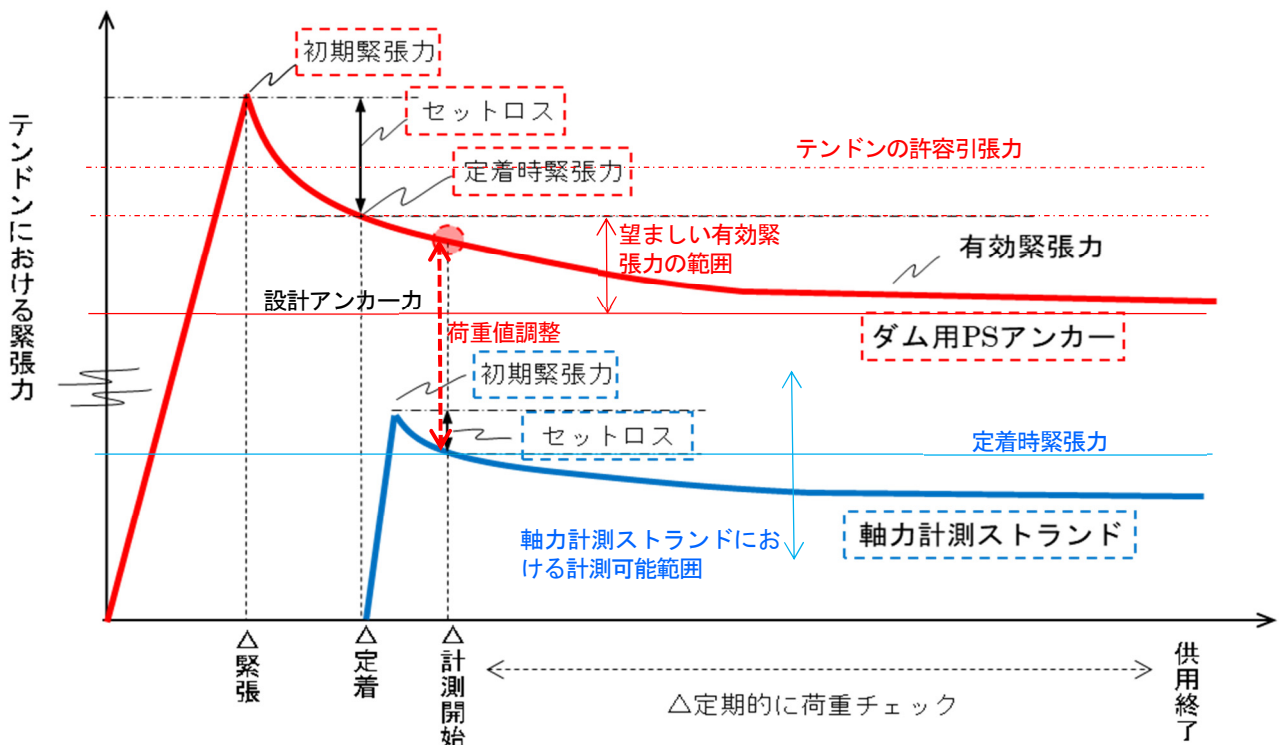 初期緊張力
セットロス
定着時緊張力
テンドンの許容引張力
テンドンにおける緊張力
望ましい有効緊
張力の範囲
有効緊張力
設計アンカー力
荷重値調整
ダム用PSアンカー
初期緊張力
セットロス
定着時緊張力
軸力計測ストランドにお
ける計測可能範囲
軸力計測ストランド
△緊張
△定着
△計測開始
△定期的に荷重チェック
供用終了